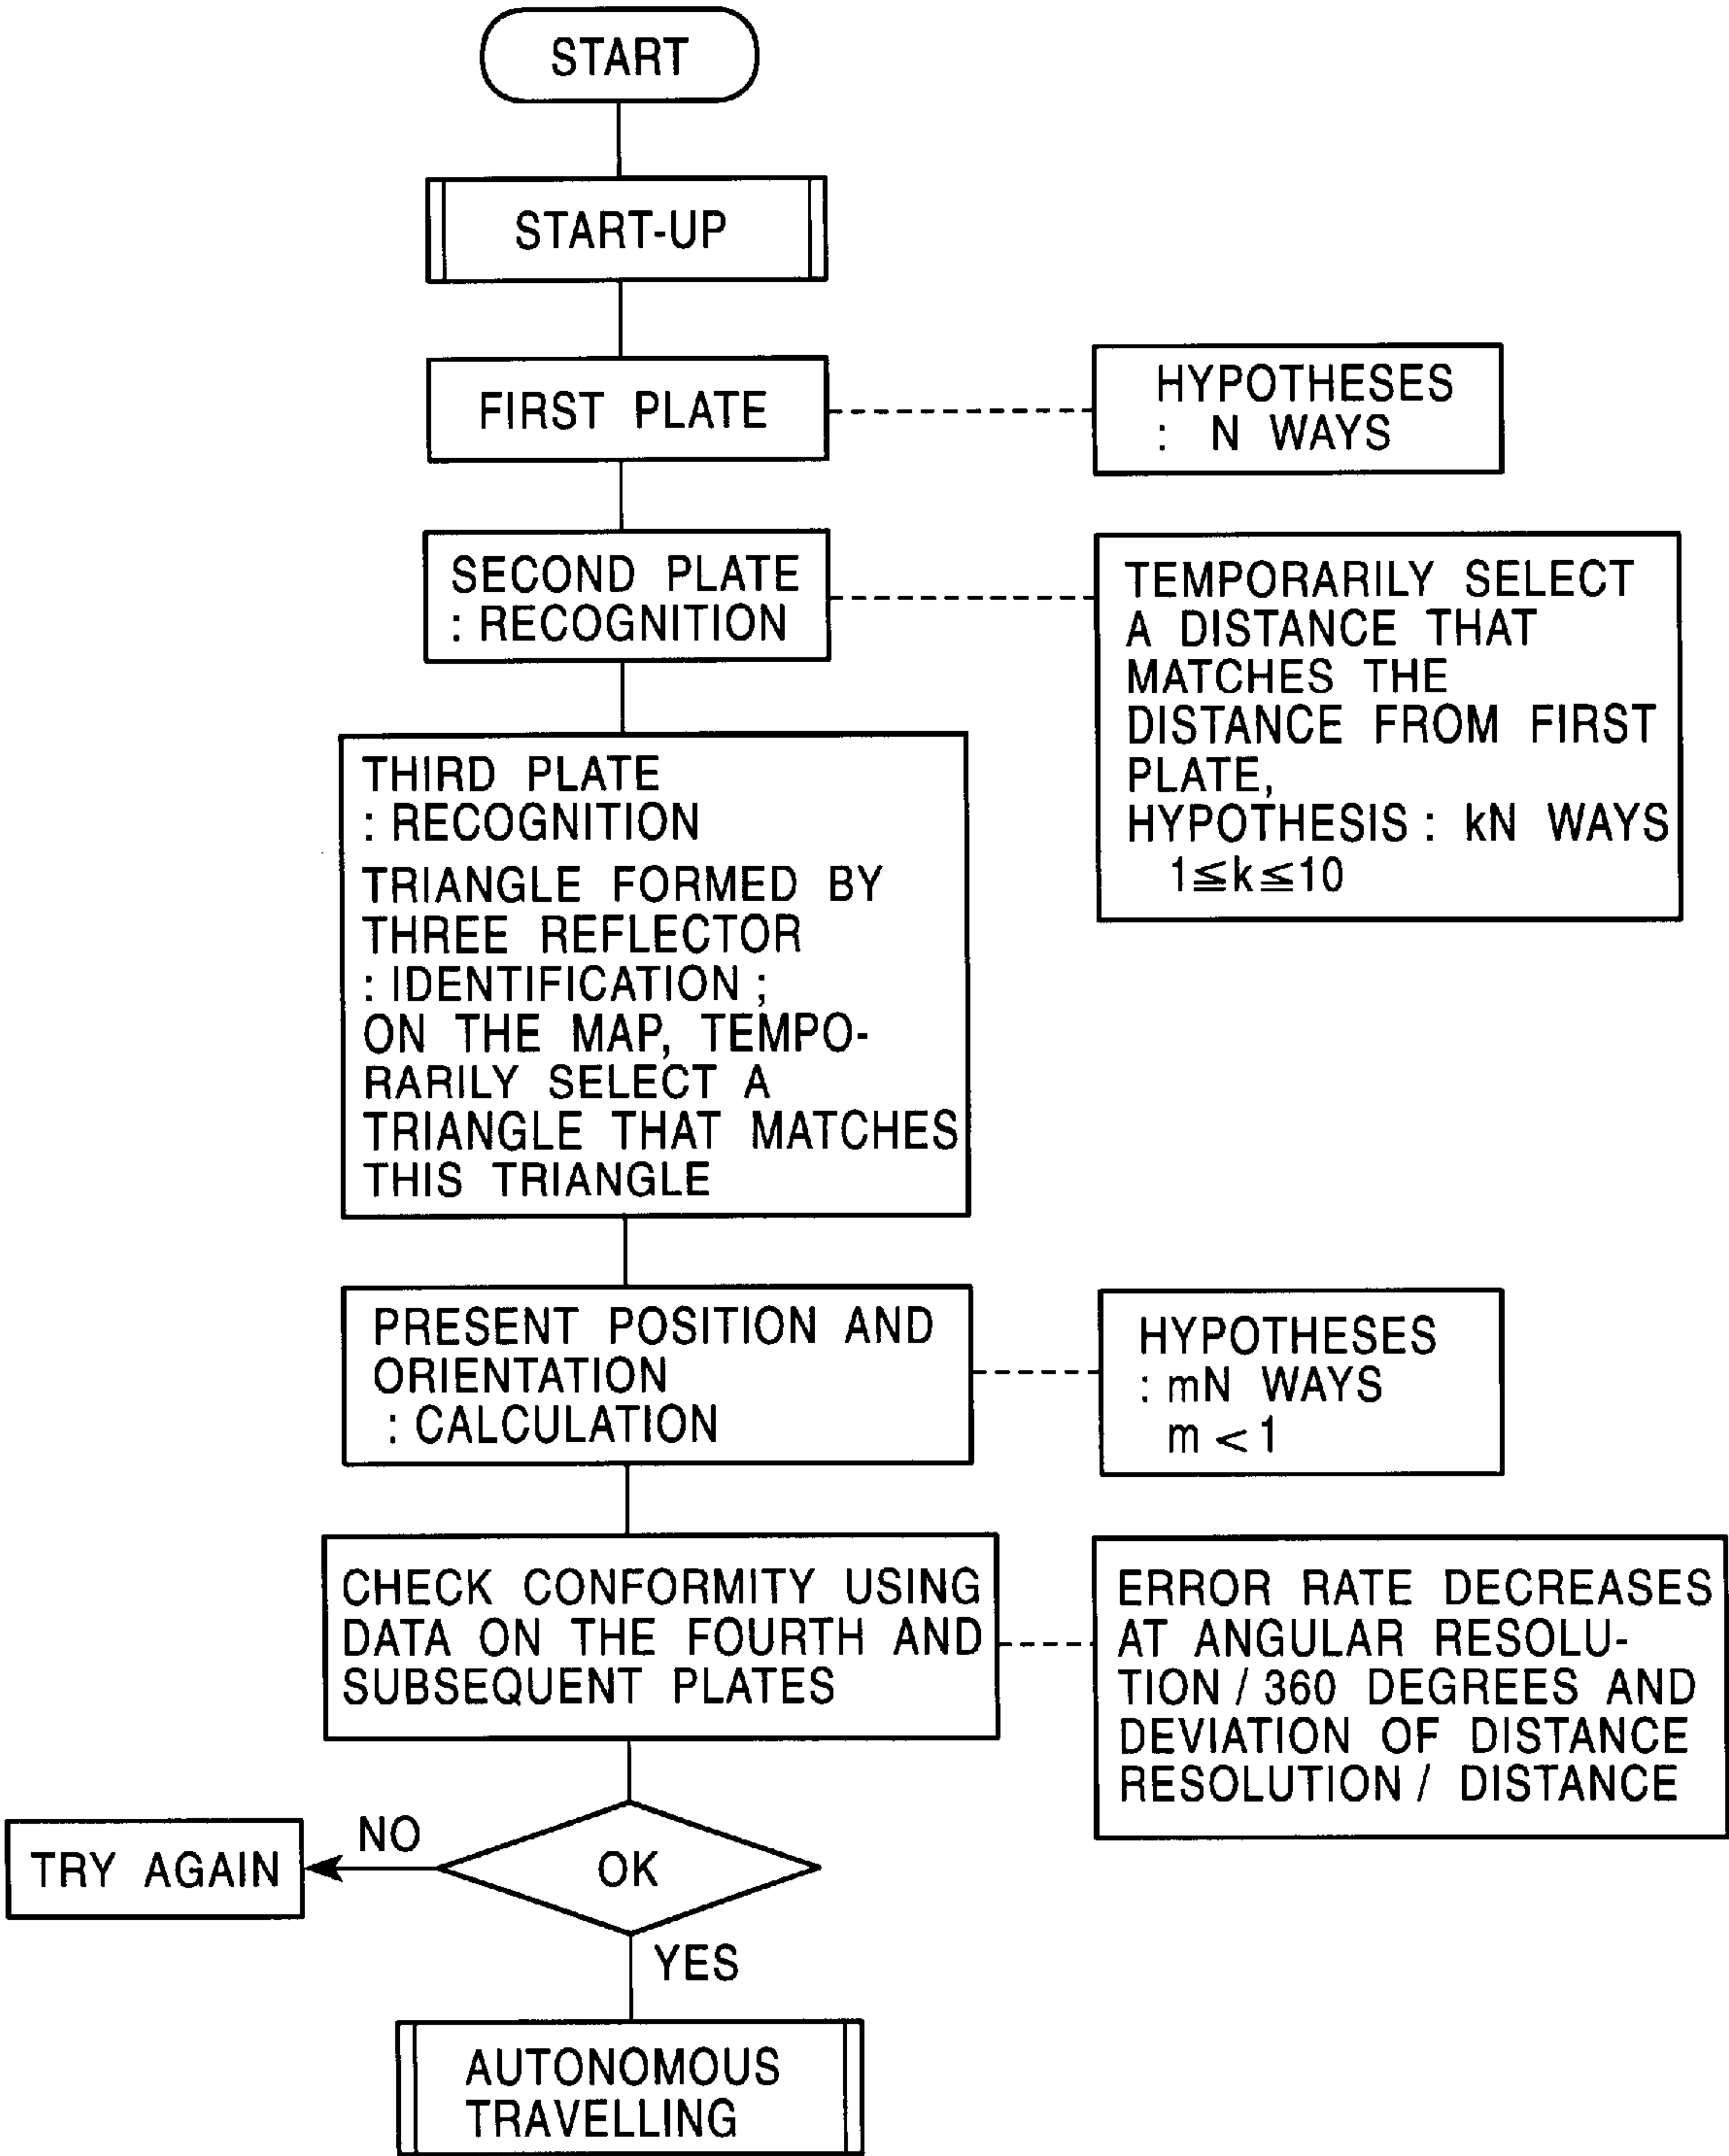 START
START-UP
FIRST PLATE
HYPOTHESES
: N WAYS
SECOND PLATE
: RECOGNITION
TEMPORARILY SELECT
A DISTANCE THAT
MATCHES THE
DISTANCE FROM FIRST
PLATE,
HYPOTHESIS : kN WAYS
1≦k≦10
THIRD PLATE
: RECOGNITION
TRIANGLE FORMED BY
THREE REFLECTOR
: IDENTIFICATION ;
ON THE MAP, TEMPO-
RARILY SELECT A
TRIANGLE THAT MATCHES
THIS TRIANGLE
PRESENT POSITION AND
ORIENTATION
: CALCULATION
HYPOTHESES
: mN WAYS
m < 1
CHECK CONFORMITY USING
DATA ON THE FOURTH AND
SUBSEQUENT PLATES
ERROR RATE DECREASES
AT ANGULAR RESOLU-
TION / 360 DEGREES AND
DEVIATION OF DISTANCE
RESOLUTION / DISTANCE
NO
TRY AGAIN
OK
YES
AUTONOMOUS
TRAVELLING